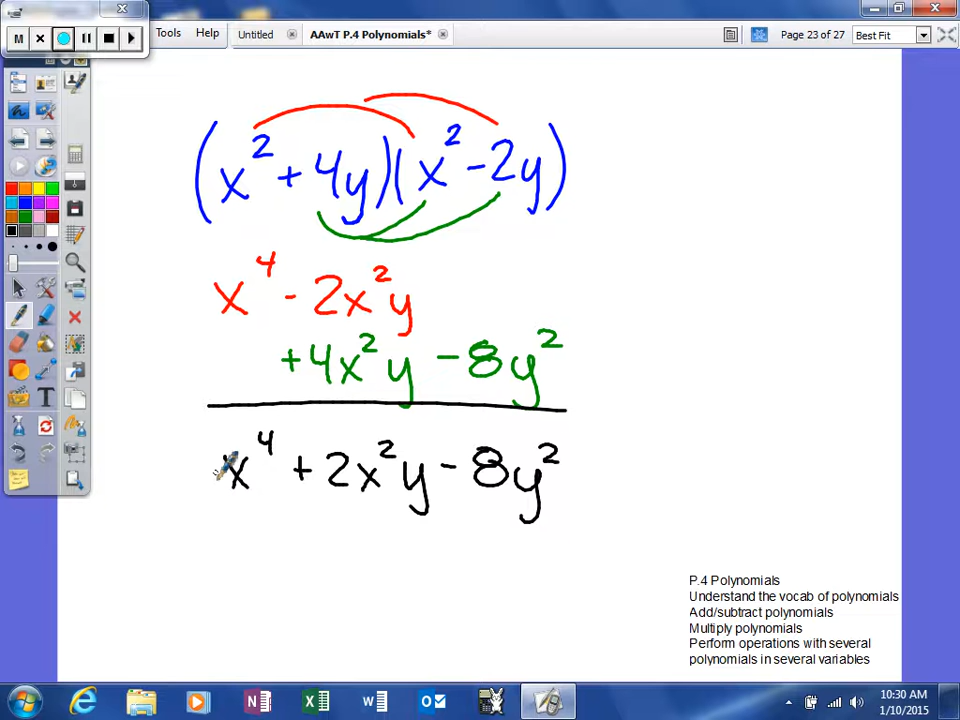 M
Tools Help Untitled AAwT P.4 Polynomials* Page 23 of 27 Best Fit
(x² + 4y)(x² - 2y)
x⁴ - 2x²y
+4x²y - 8y²
x⁴ + 2x²y - 8y²
P.4 Polynomials
Understand the vocab of polynomials
Add/subtract polynomials
Multiply polynomials
Perform operations with several
polynomials in several variables
10:30 AM
1/10/2015